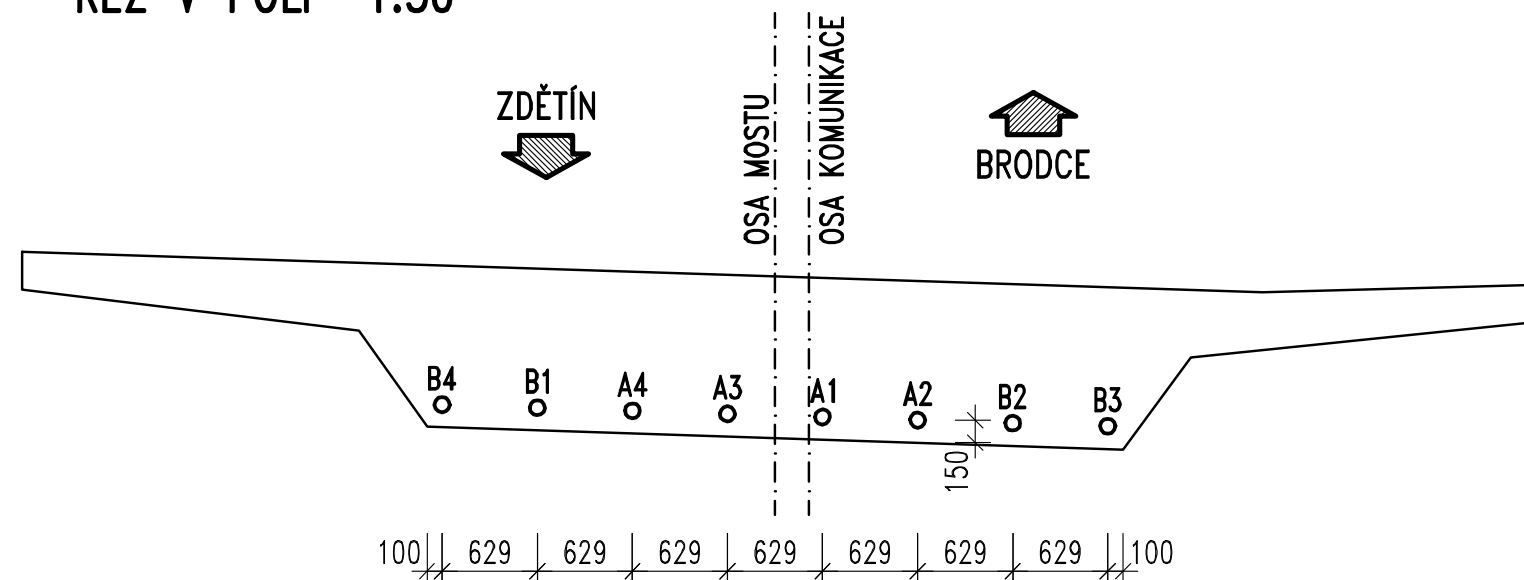 ZDĚTÍN
OSA MOSTU
OSA KOMUNIKACE
BRODCE
B4 B1 A4 A3 A1 A2 B2 B3
150
100 629 629 629 629 629 629 629 100